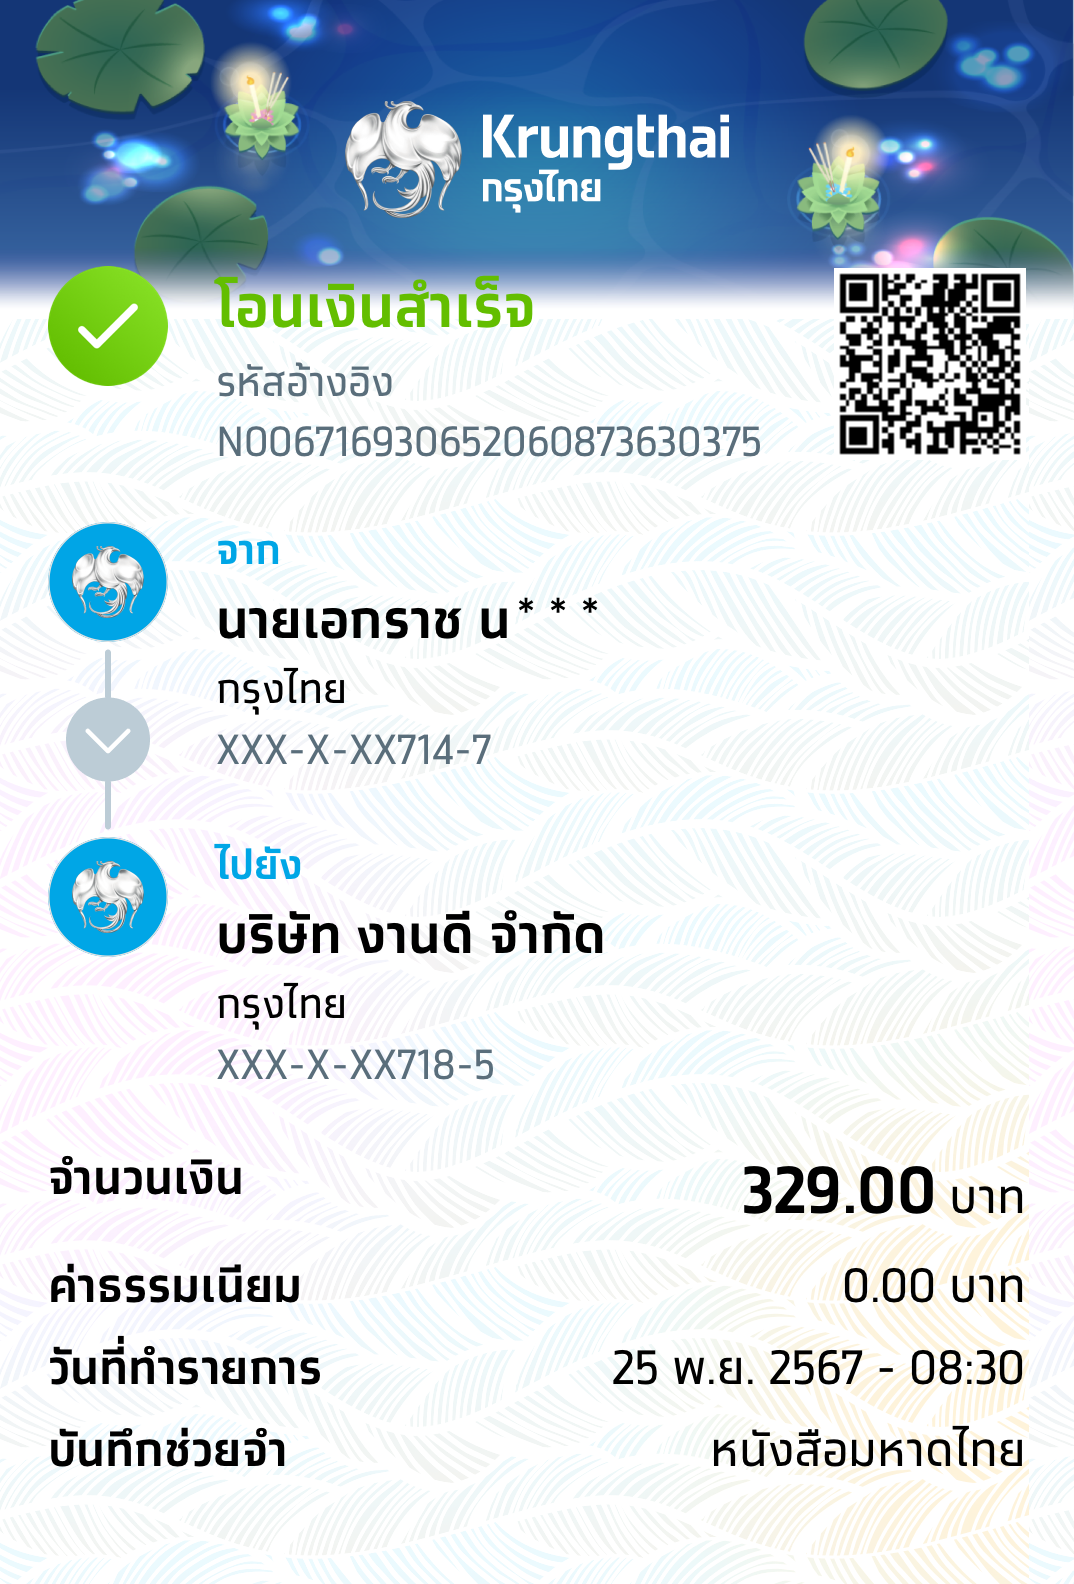 Krungthai
กรุงไทย
โอนเงินสำเร็จ
รหัสอ้างอิง
N00671693065206087363​0375
จาก
นายเอกราช น***
กรุงไทย
XXX-X-XX714-7
ไปยัง
บริษัท งานดี จำกัด
กรุงไทย
XXX-X-XX718-5
จำนวนเงิน 329.00 บาท
ค่าธรรมเนียม 0.00 บาท
วันที่ทำรายการ 25 พ.ย. 2567 - 08:30
บันทึกช่วยจำ หนังสือมหาดไทย